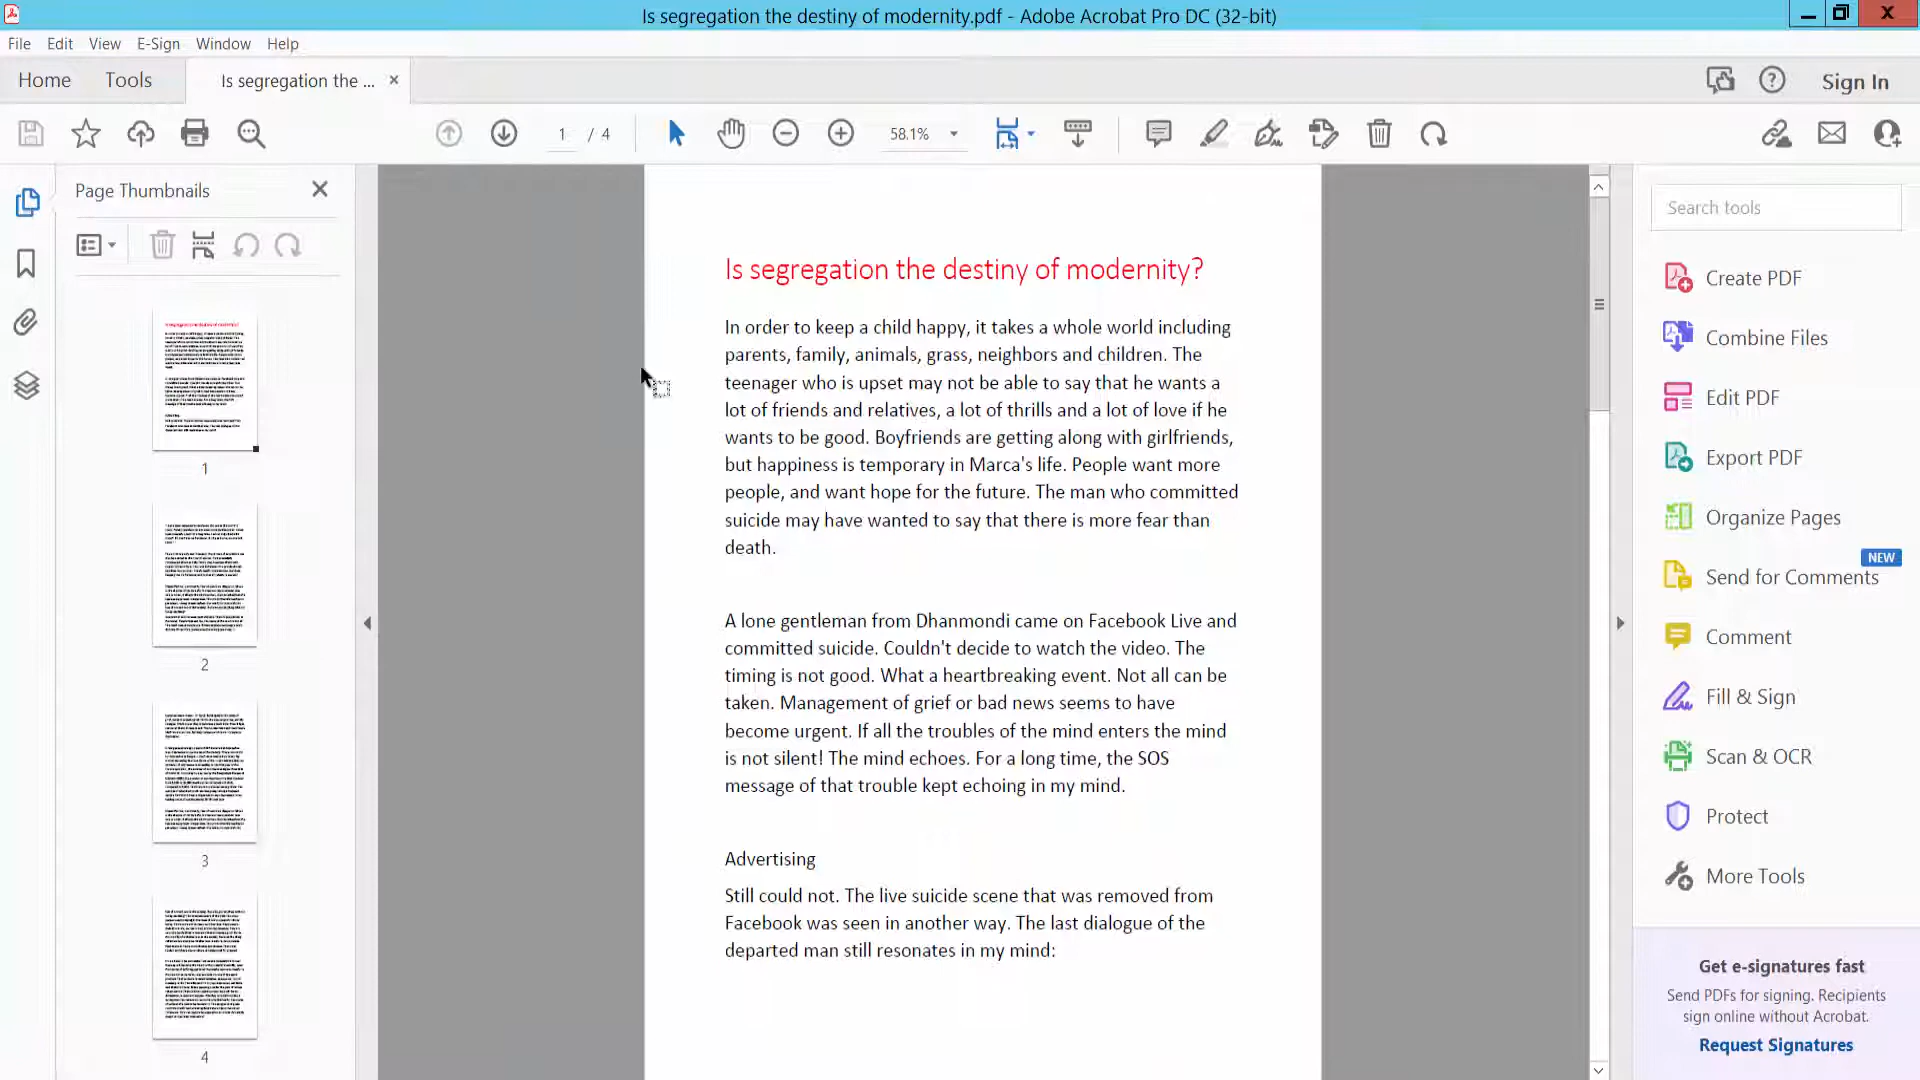 Is segregation the destiny of modernity.pdf - Adobe Acrobat Pro DC (32-bit)
File Edit View E-Sign Window Help
Home Tools Is segregation the ... ×
Sign In
1 / 4 58.1%
Page Thumbnails
1
2
3
4
Is segregation the destiny of modernity?
In order to keep a child happy, it takes a whole world including
parents, family, animals, grass, neighbors and children. The
teenager who is upset may not be able to say that he wants a
lot of friends and relatives, a lot of thrills and a lot of love if he
wants to be good. Boyfriends are getting along with girlfriends,
but happiness is temporary in Marca's life. People want more
people, and want hope for the future. The man who committed
suicide may have wanted to say that there is more fear than
death.
A lone gentleman from Dhanmondi came on Facebook Live and
committed suicide. Couldn't decide to watch the video. The
timing is not good. What a heartbreaking event. Not all can be
taken. Management of grief or bad news seems to have
become urgent. If all the troubles of the mind enters the mind
is not silent! The mind echoes. For a long time, the SOS
message of that trouble kept echoing in my mind.
Advertising
Still could not. The live suicide scene that was removed from
Facebook was seen in another way. The last dialogue of the
departed man still resonates in my mind:
Search tools
Create PDF
Combine Files
Edit PDF
Export PDF
Organize Pages
NEW
Send for Comments
Comment
Fill & Sign
Scan & OCR
Protect
More Tools
Get e-signatures fast
Send PDFs for signing. Recipients
sign online without Acrobat.
Request Signatures